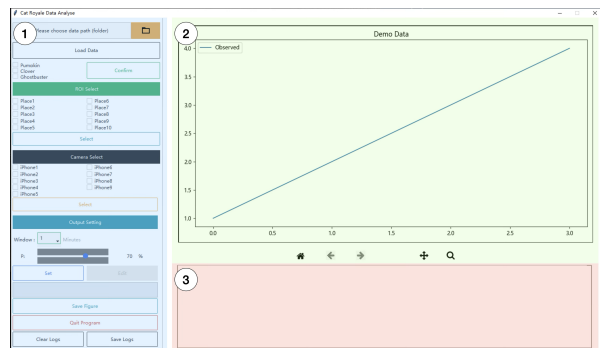 Cat Royale Data Analyse
1
Please choose data path (folder)
Load Data
Pumpkin
Clover
Ghostbuster
Confirm
ROI Select
Place1 Place6
Place2 Place7
Place3 Place8
Place4 Place9
Place5 Place10
Select
Camera Select
iPhone1 iPhone6
iPhone2 iPhone7
iPhone3 iPhone8
iPhone4 iPhone9
iPhone5
Select
Output Setting
Window : 1 Minutes
P: 70 %
Set Edit
Save Figure
Quit Program
Clear Logs Save Logs
2
Demo Data
Observed
4.0
3.5
3.0
2.5
2.0
1.5
1.0
0.0 0.5 1.0 1.5 2.0 2.5 3.0
3